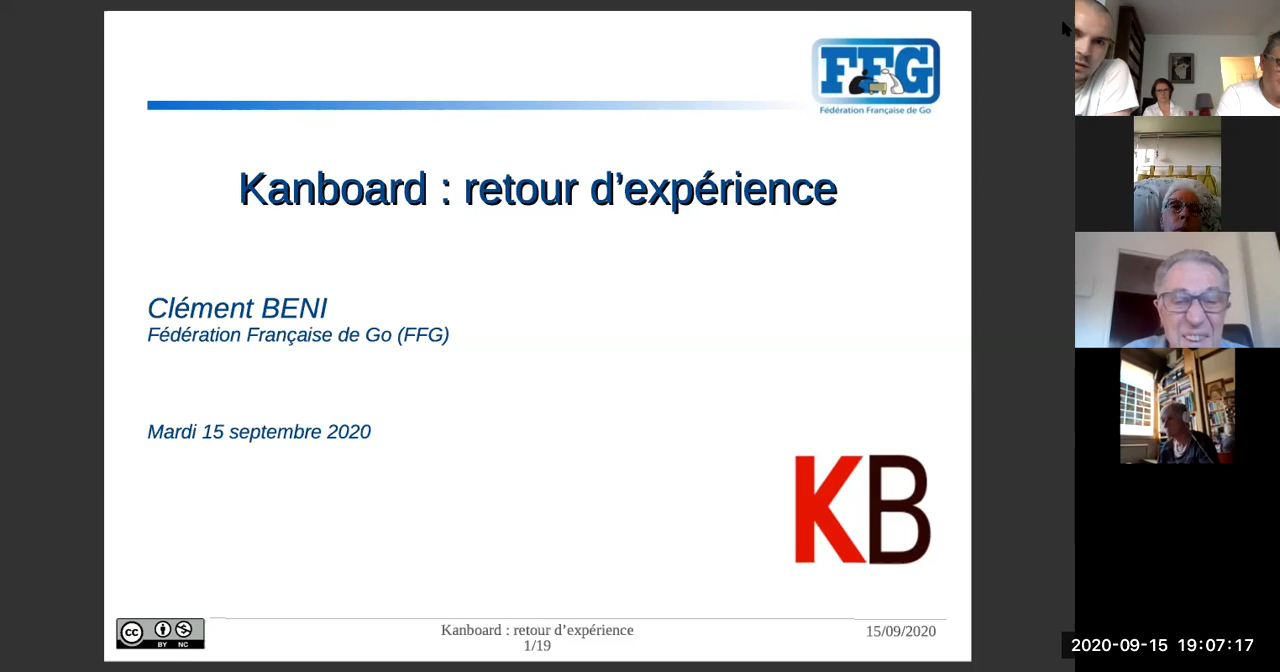 FFG
Fédération Française de Go
Kanboard : retour d’expérience
Clément BENI
Fédération Française de Go (FFG)
Mardi 15 septembre 2020
KB
cc
BY NC
Kanboard : retour d’expérience
1/19
15/09/2020
2020-09-15 19:07:17